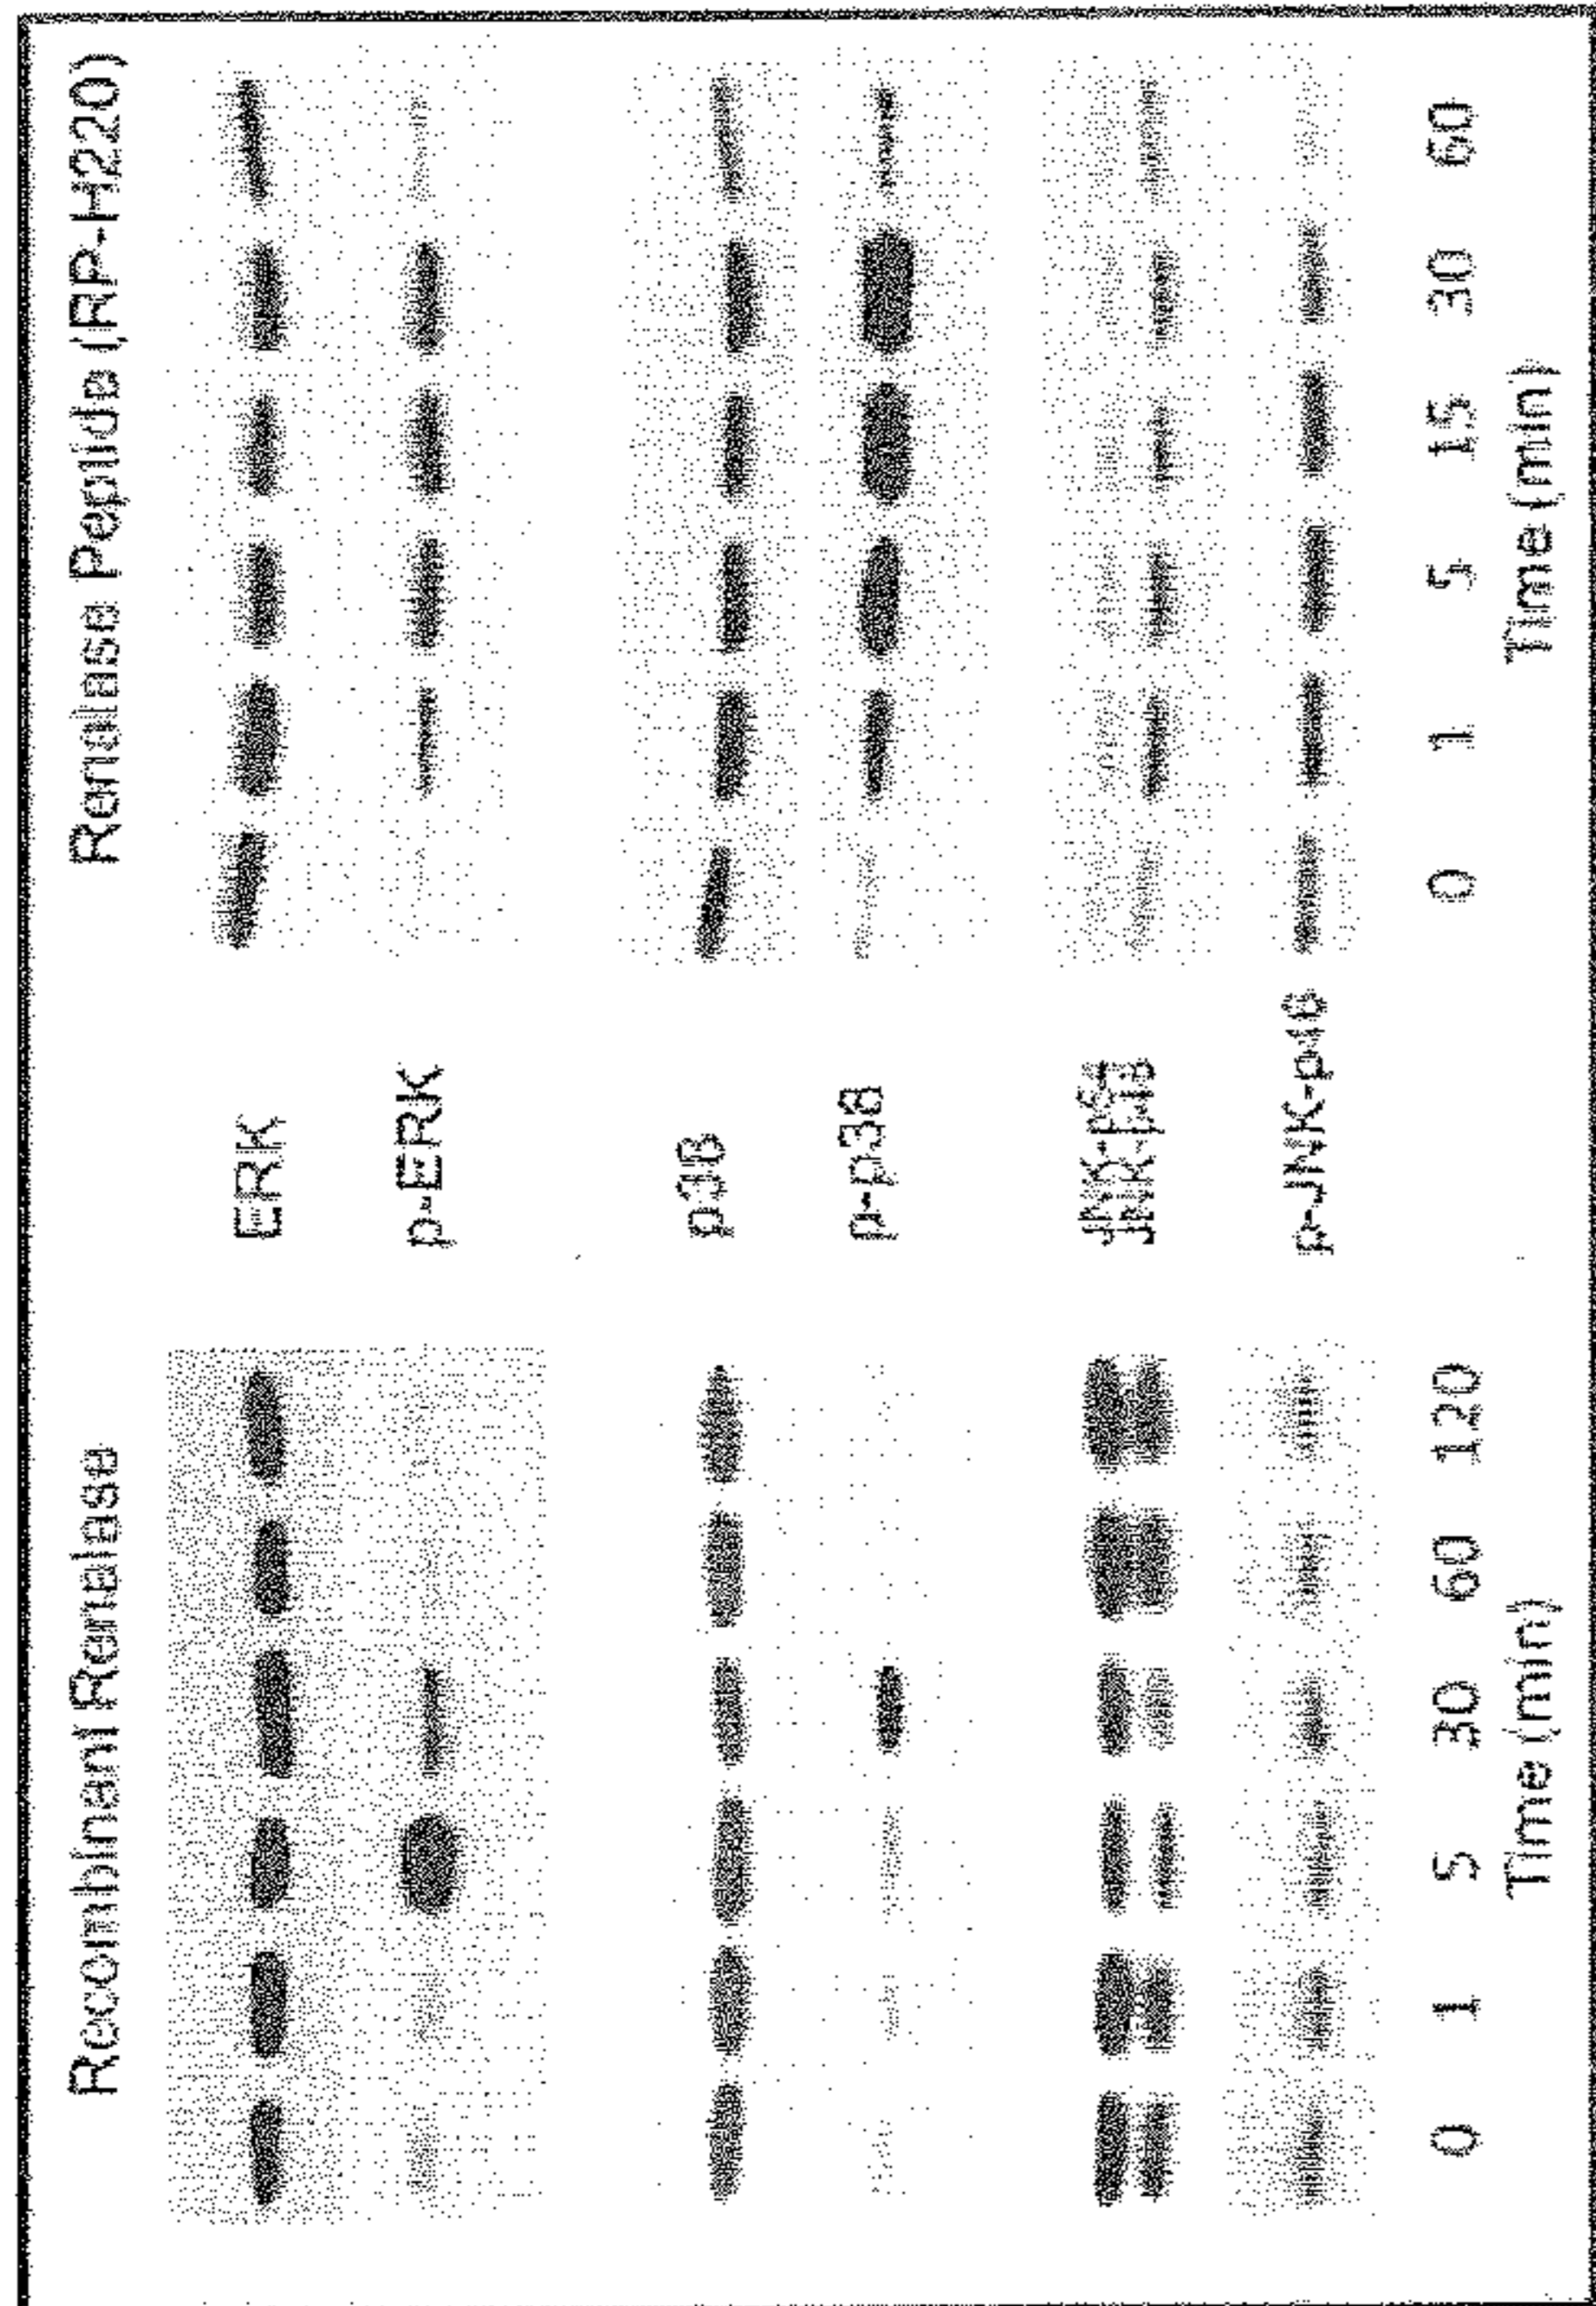 Recombinant Renalase
Renalase Peptide (RP-H220)
ERK
p-ERK
p38
p-p38
JNK-p54
JNK-p46
p-JNK-p46
0 1 5 30 60 120
0 1 5 15 30 60
Time (min)
Time (min)